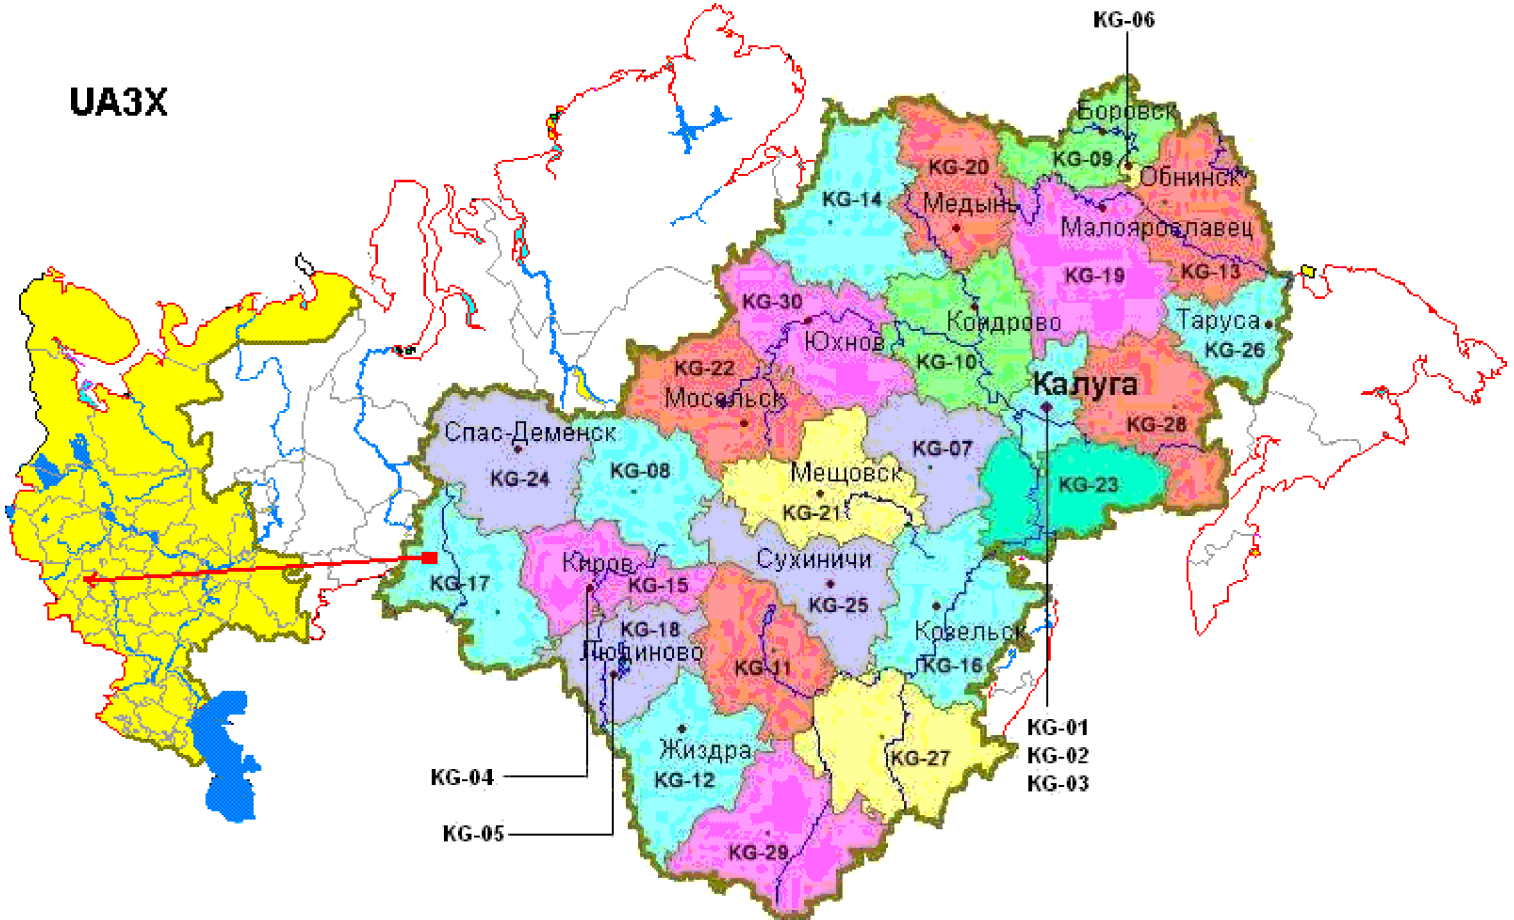 KG-06
UA3X
Боровск
KG-09
KG-20
Обнинск
KG-14
Медынь
Малоярославец
KG-13
KG-19
KG-30
Кондрово
Таруса
Юхнов
KG-26
KG-10
KG-22
Калуга
Мосальск
KG-28
Спас-Деменск
KG-07
KG-08
Мещовск
KG-24
KG-23
KG-21
Киров
Сухиничи
KG-17
KG-15
KG-25
KG-18
Козельск
Людиново
KG-11
KG-16
KG-01
Жиздра
KG-02
KG-27
KG-04
KG-12
KG-03
KG-05
KG-29